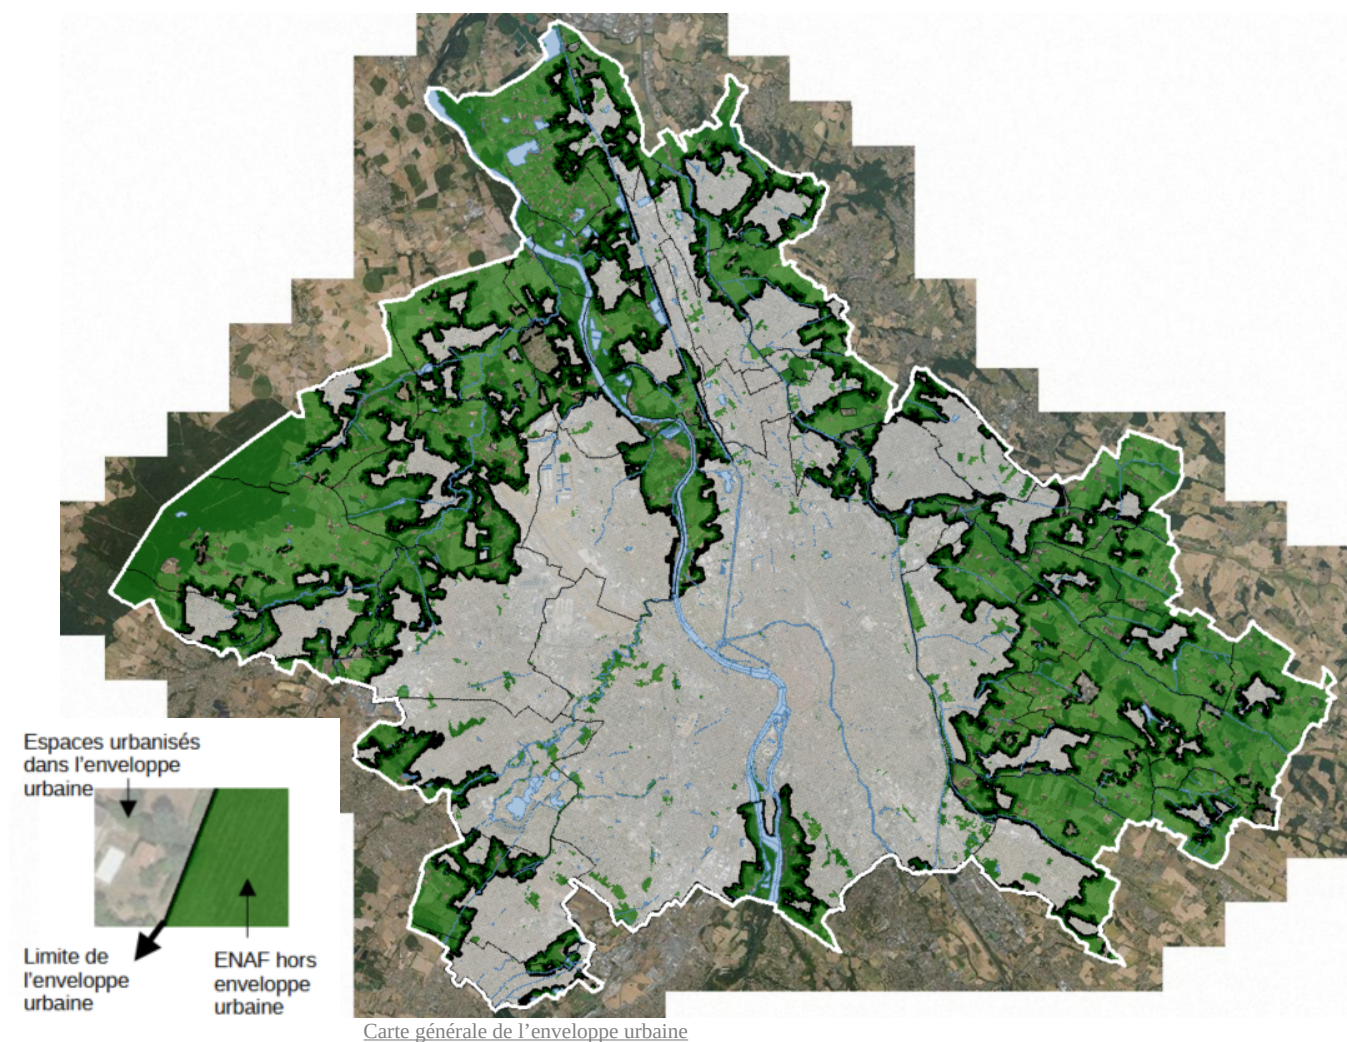 Espaces urbanisés
dans l'enveloppe
urbaine
Limite de
l'enveloppe
urbaine
ENAF hors
enveloppe
urbaine
Carte générale de l’enveloppe urbaine